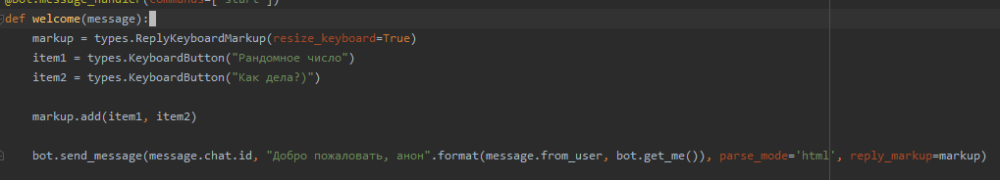 @bot.message_handler(commands=['start'])
def welcome(message):
markup = types.ReplyKeyboardMarkup(resize_keyboard=True)
item1 = types.KeyboardButton("Рандомное число")
item2 = types.KeyboardButton("Как дела?)")
markup.add(item1, item2)
bot.send_message(message.chat.id, "Добро пожаловать, анон".format(message.from_user, bot.get_me()), parse_mode='html', reply_markup=markup)